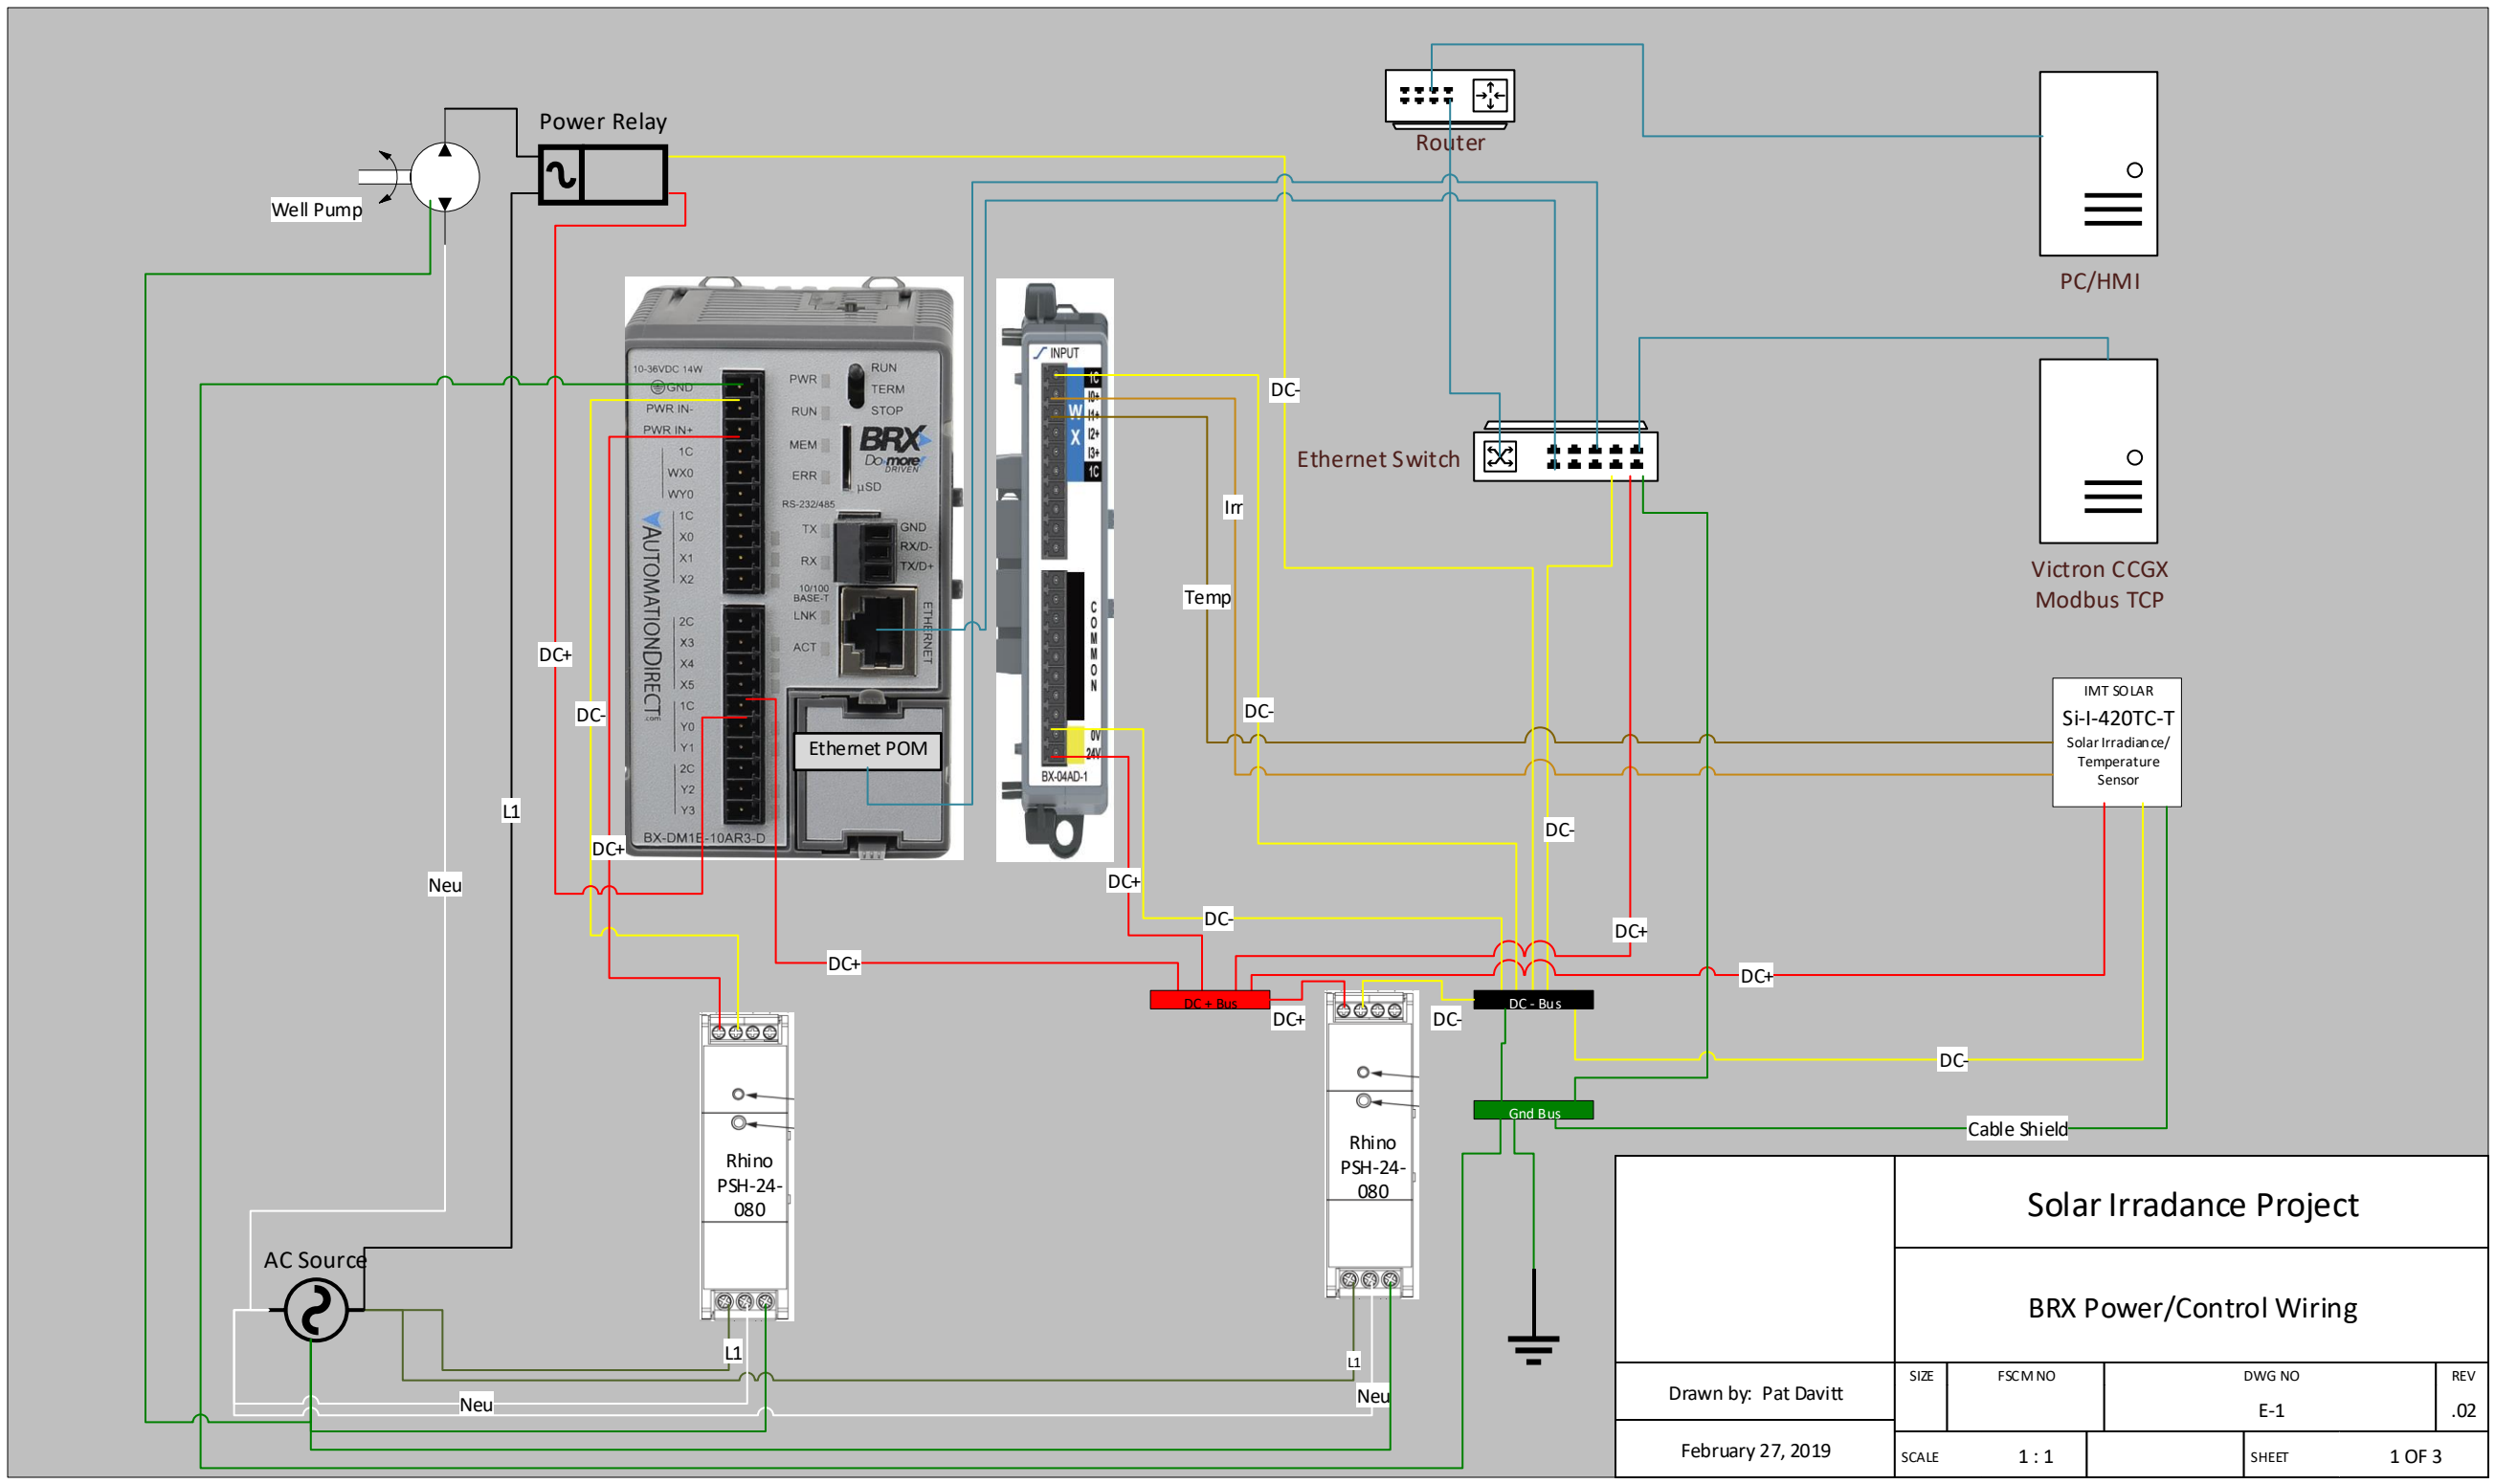 Power Relay
Well Pump
Router
PC/HMI
Ethernet Switch
Victron CCGX
Modbus TCP
IMT SOLAR
Si-I-420TC-T
Solar Irradiance/
Temperature
Sensor
10-36VDC 14W
GND
PWR IN-
PWR IN+
1C
WX0
WY0
1C
X0
X1
X2
2C
X3
X4
X5
1C
Y0
Y1
2C
Y2
Y3
AUTOMATIONDIRECT
.com
BX-DM1E-10AR3-D
PWR
RUN
MEM
ERR
RUN
TERM
STOP
BRX
Do-more!
DRIVEN
µSD
RS-232/485
TX
RX
GND
RX/D-
TX/D+
10/100
BASE-T
LNK
ACT
ETHERNET
Ethernet POM
INPUT
WX
1C
I0+
I1+
I2+
I3+
1C
COMMON
0V
24V
BX-04AD-1
DC-
Irr
Temp
DC+
DC-
DC-
L1
DC-
DC+
Neu
DC+
DC-
DC+
DC+
DC+
DC + Bus
DC - Bus
DC+
DC-
DC-
Gnd Bus
Cable Shield
Rhino
PSH-24-
080
Rhino
PSH-24-
080
AC Source
L1
L1
Neu
Neu
Solar Irradance Project
BRX Power/Control Wiring
Drawn by: Pat Davitt
February 27, 2019
SIZE
FSCM NO
DWG NO
E-1
REV
.02
SCALE
1 : 1
SHEET
1 OF 3